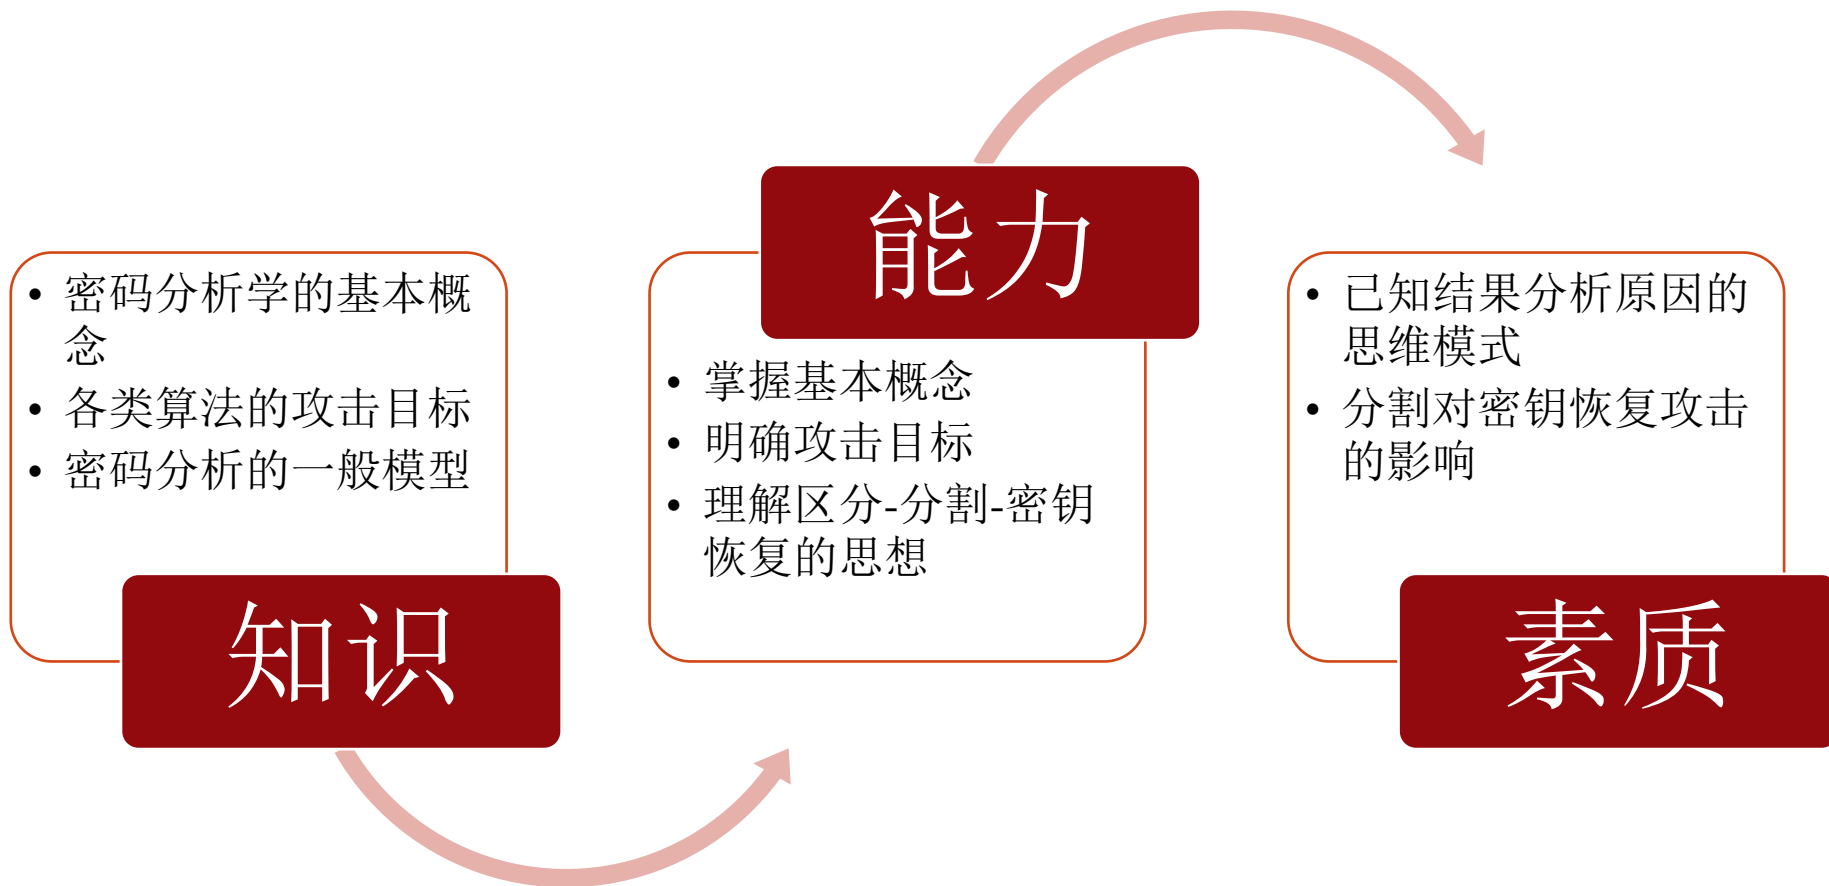 • 密码分析学的基本概
念
• 各类算法的攻击目标
• 密码分析的一般模型
知识
能力
• 掌握基本概念
• 明确攻击目标
• 理解区分-分割-密钥
恢复的思想
• 已知结果分析原因的
思维模式
• 分割对密钥恢复攻击
的影响
素质